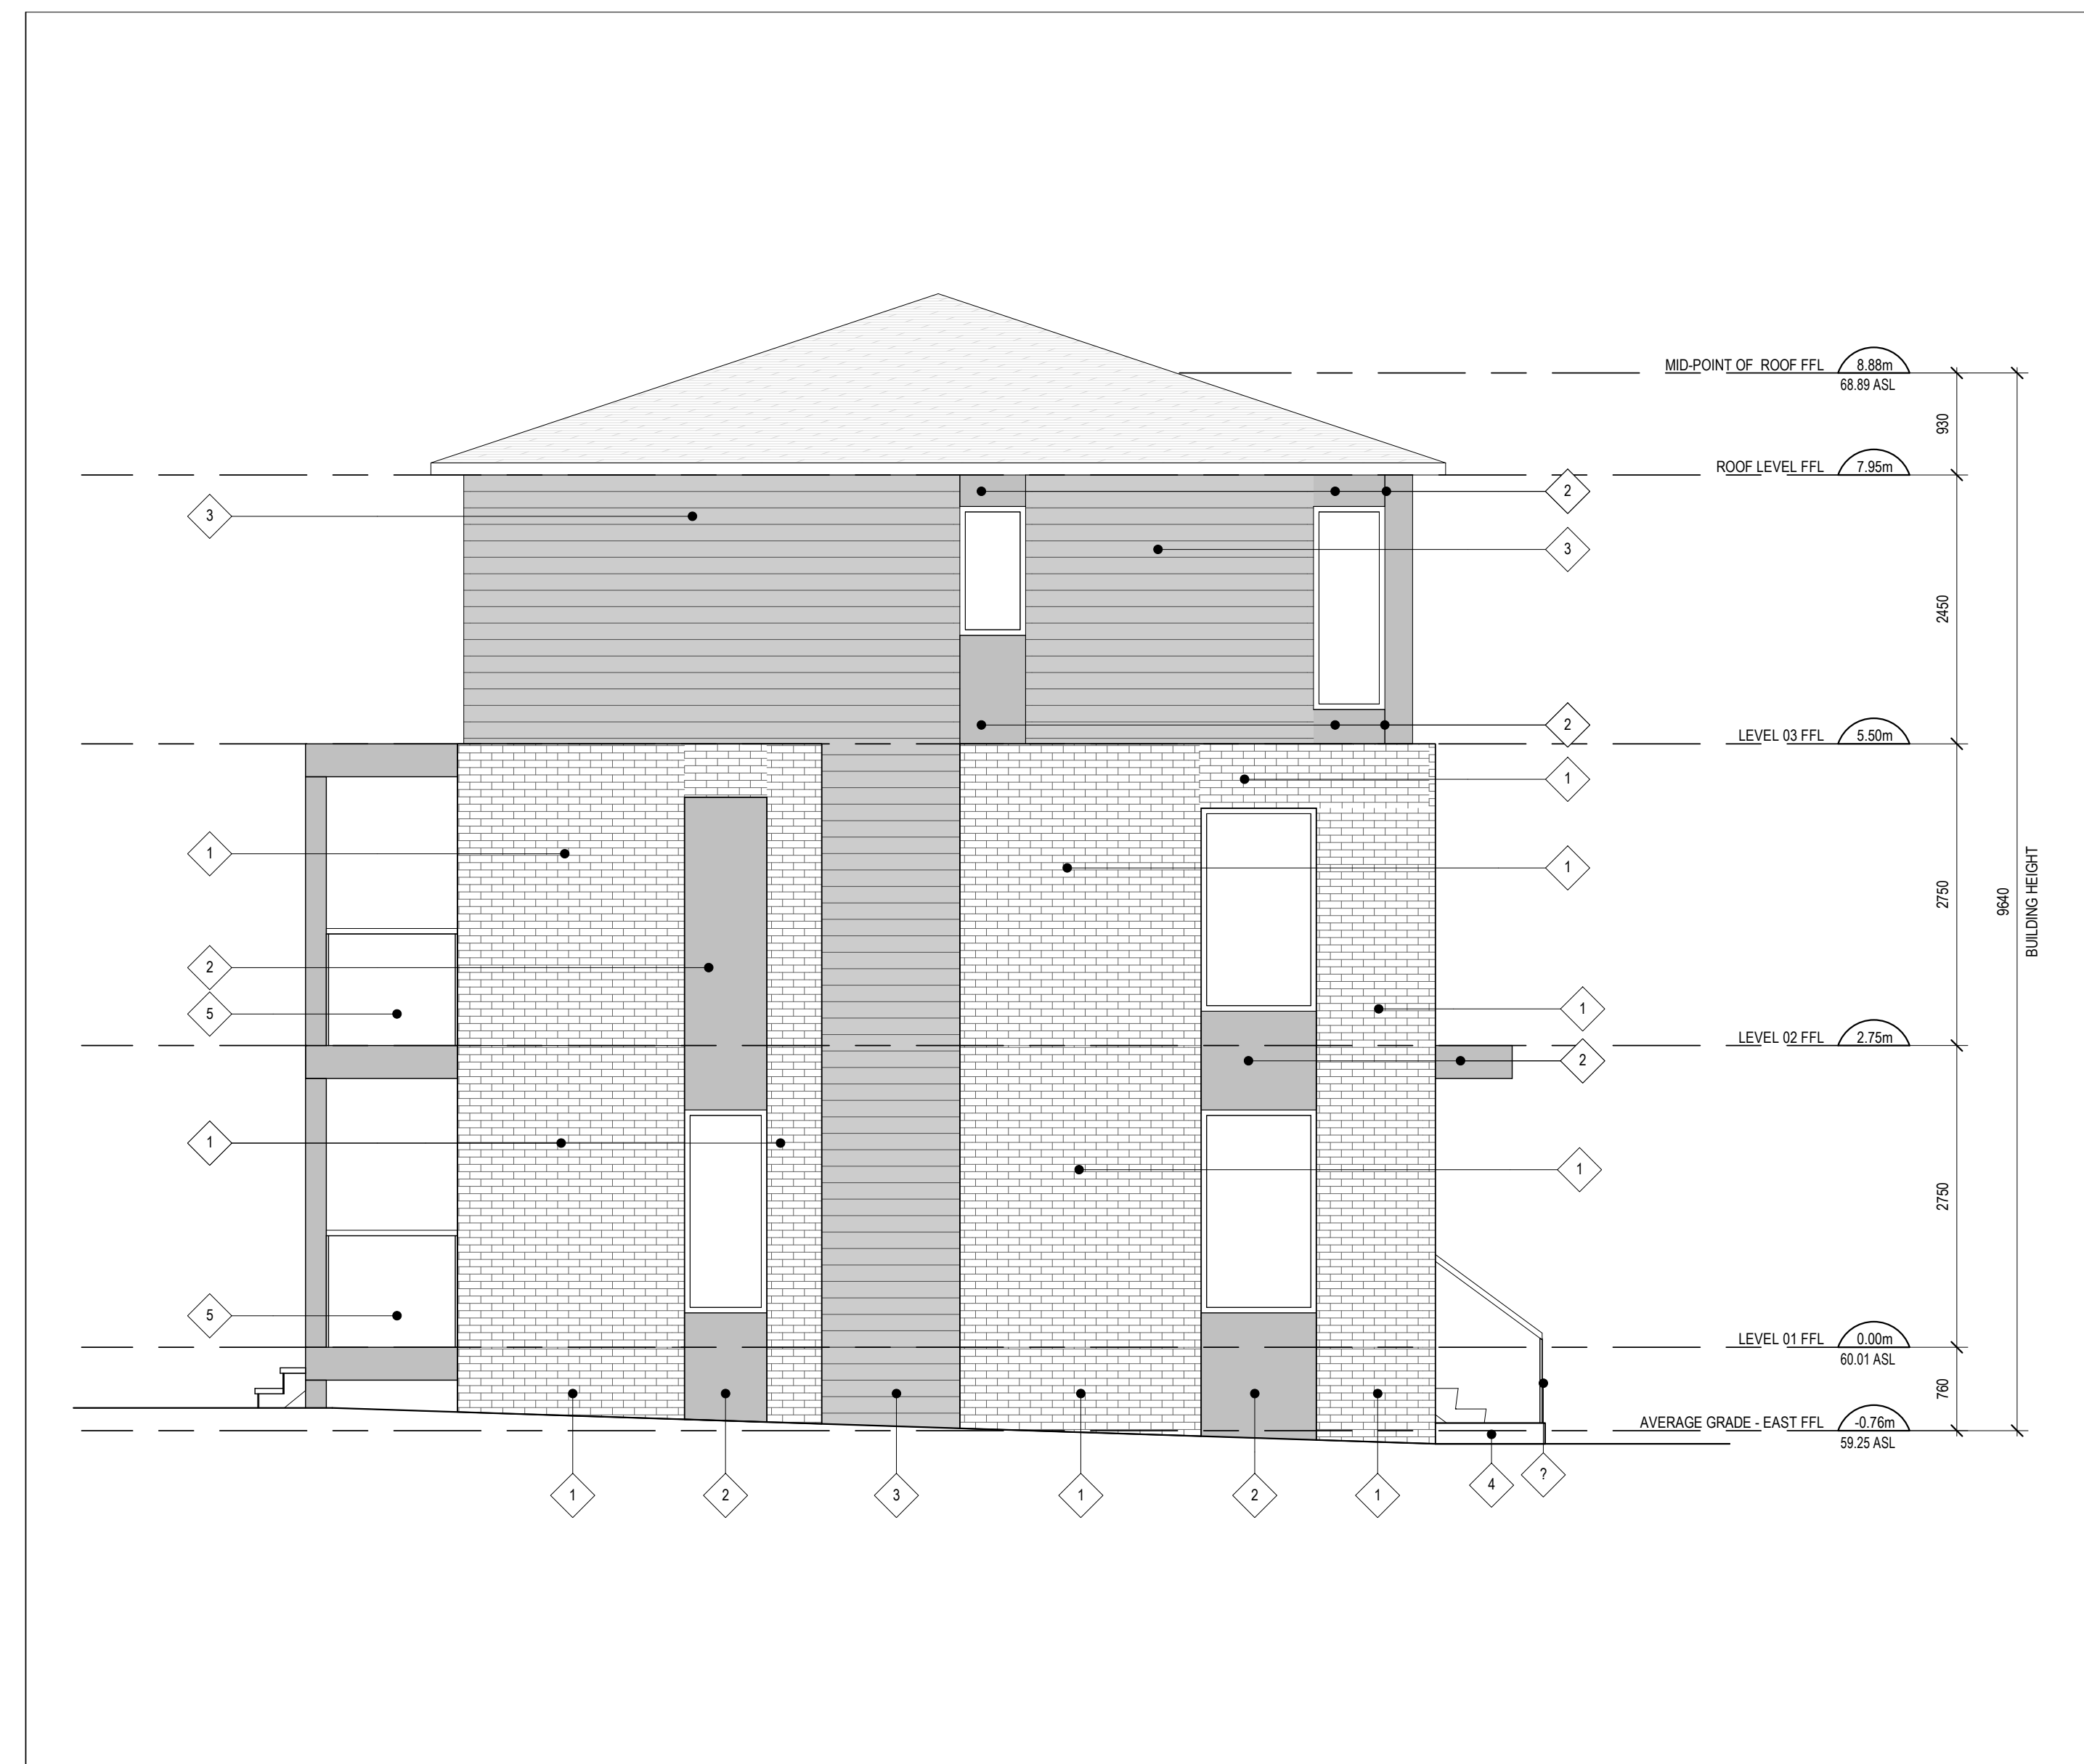 MID-POINT OF ROOF FFL 8.88m
68.89 ASL
930
ROOF LEVEL FFL 7.95m
2
3
3
2450
2
LEVEL 03 FFL 5.50m
1
1
1
2750
9640
BUILDING HEIGHT
2
5
1
LEVEL 02 FFL 2.75m
2
1
1
2750
5
LEVEL 01 FFL 0.00m
60.01 ASL
760
AVERAGE GRADE - EAST FFL -0.76m
59.25 ASL
1
2
3
1
2
1
4
?